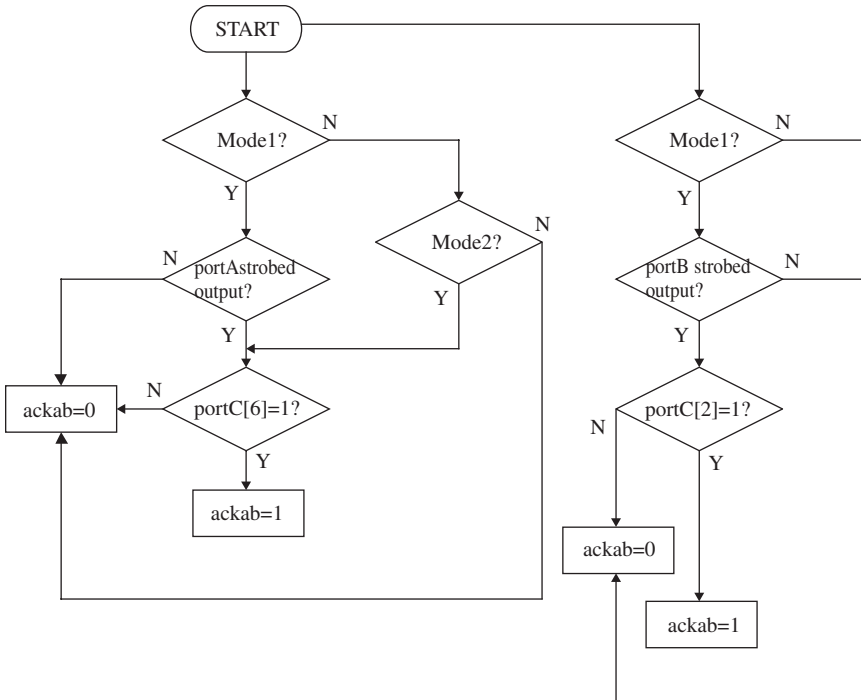 START
Mode1?
N
Y
Mode2?
N
Y
N
portAstrobed
output?
Y
N
portC[6]=1?
Y
ackab=0
ackab=1
Mode1?
N
Y
portB strobed
output?
N
Y
portC[2]=1?
N
Y
ackab=0
ackab=1